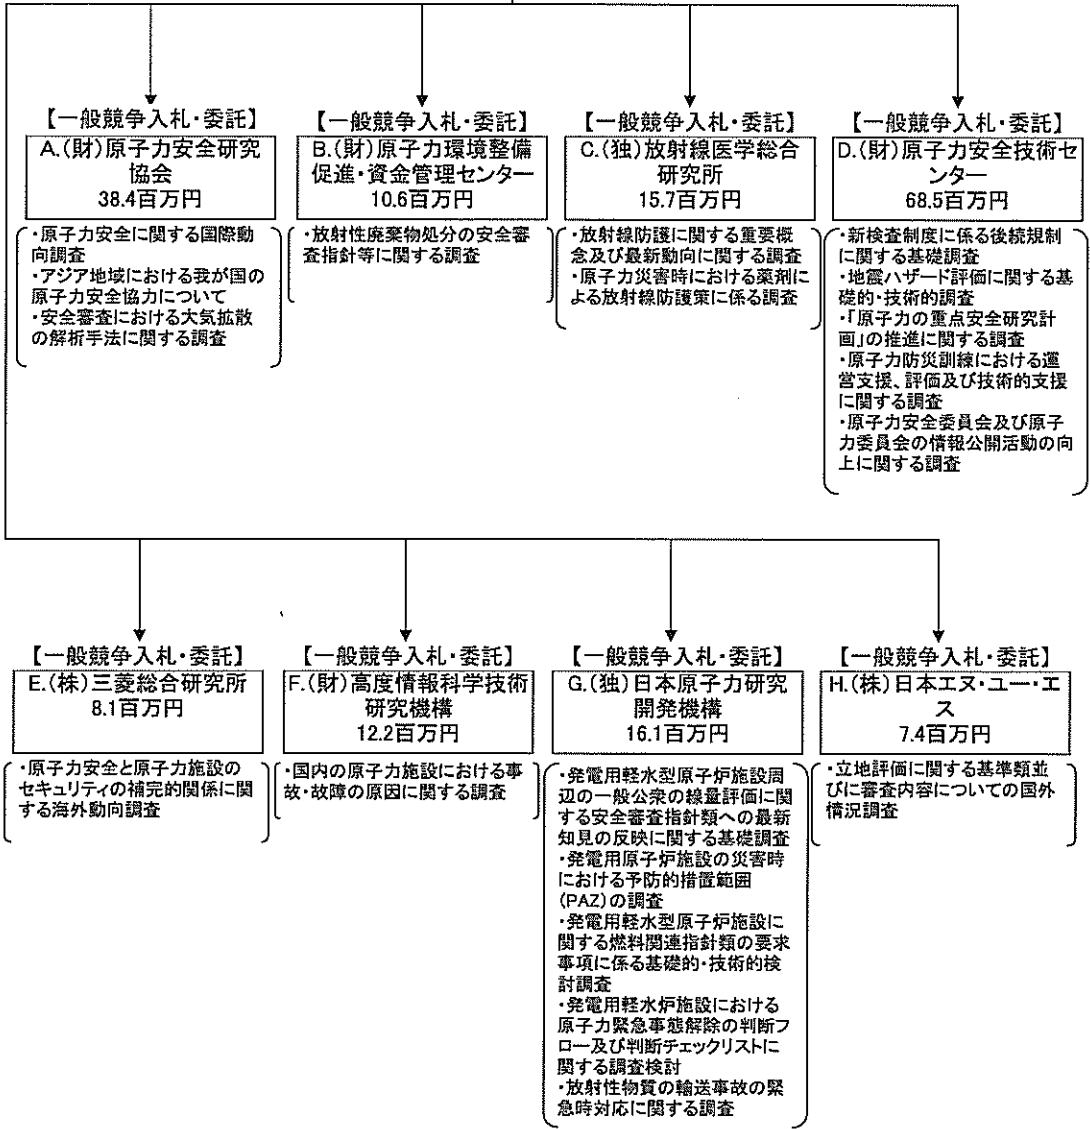 【一般競争入札・委託】
A.(財)原子力安全研究
協会
38.4百万円
・原子力安全に関する国際動
向調査
・アジア地域における我が国の
原子力安全協力について
・安全審査における大気拡散
の解析手法に関する調査
【一般競争入札・委託】
B.(財)原子力環境整備
促進・資金管理センター
10.6百万円
・放射性廃棄物処分の安全審
査指針等に関する調査
【一般競争入札・委託】
C.(独)放射線医学総合
研究所
15.7百万円
・放射線防護に関する重要概
念及び最新動向に関する調査
・原子力災害時における薬剤に
よる放射線防護策に係る調査
【一般競争入札・委託】
D.(財)原子力安全技術セ
ンター
68.5百万円
・新検査制度に係る後続規制
に関する基礎調査
・地震ハザード評価に関する基
礎的・技術的調査
・「原子力の重点安全研究計
画」の推進に関する調査
・原子力防災訓練における運
営支援、評価及び技術的支援
に関する調査
・原子力安全委員会及び原子
力委員会の情報公開活動の向
上に関する調査
【一般競争入札・委託】
E.(株)三菱総合研究所
8.1百万円
・原子力安全と原子力施設の
セキュリティの補完的関係に関
する海外動向調査
【一般競争入札・委託】
F.(財)高度情報科学技術
研究機構
12.2百万円
・国内の原子力施設における事
故・故障の原因に関する調査
【一般競争入札・委託】
G.(独)日本原子力研究
開発機構
16.1百万円
・発電用軽水型原子炉施設周
辺の一般公衆の線量評価に関
する安全審査指針類への最新
知見の反映に関する基礎調査
・発電用原子炉施設の災害時
における予防的措置範囲
(PAZ)の調査
・発電用軽水型原子炉施設に
関する燃料関連指針類の要求
事項に係る基礎的・技術的検
討調査
・発電用軽水炉施設における
原子力緊急事態解除の判断フ
ロー及び判断チェックリストに
関する調査検討
・放射性物質の輸送事故の緊
急時対応に関する調査
【一般競争入札・委託】
H.(株)日本エヌ・ユー・エ
ス
7.4百万円
・立地評価に関する基準類並
びに審査内容についての国外
情況調査